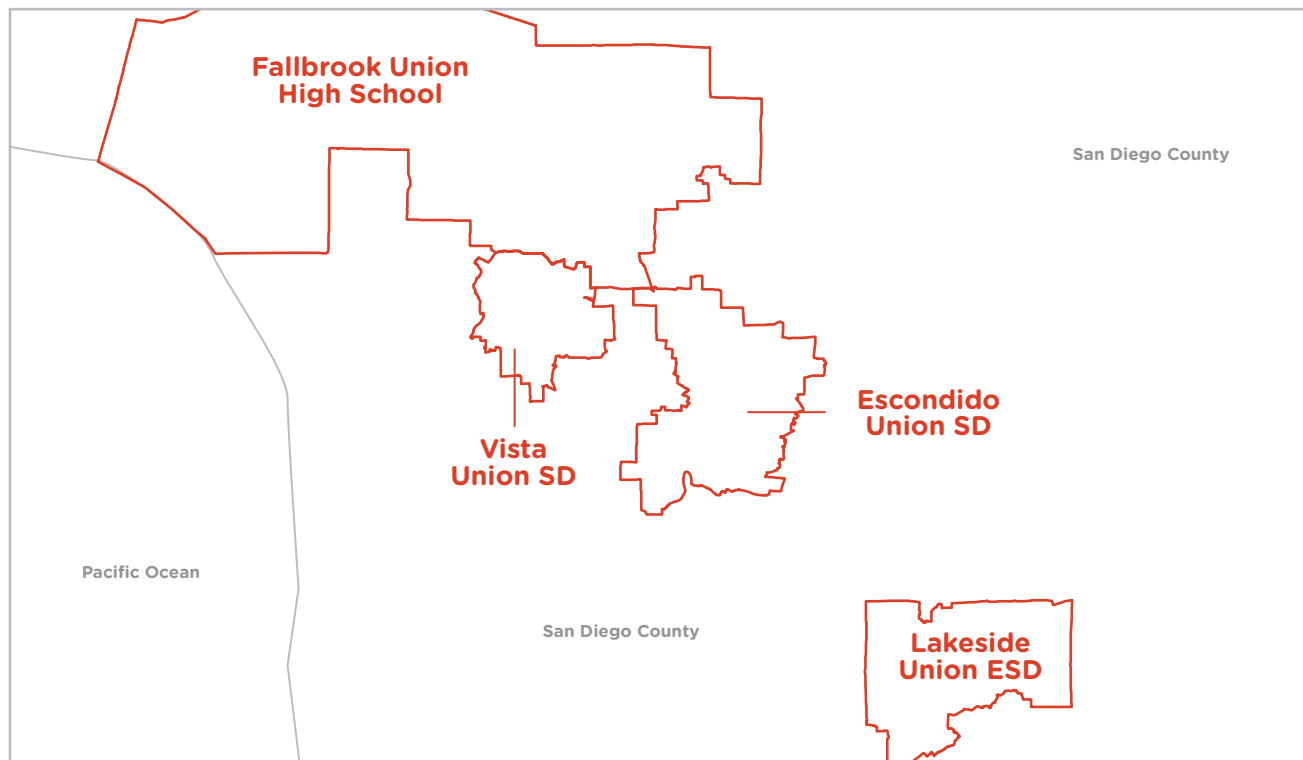 Fallbrook Union
High School
San Diego County
Escondido
Union SD
Vista
Union SD
Pacific Ocean
San Diego County
Lakeside
Union ESD